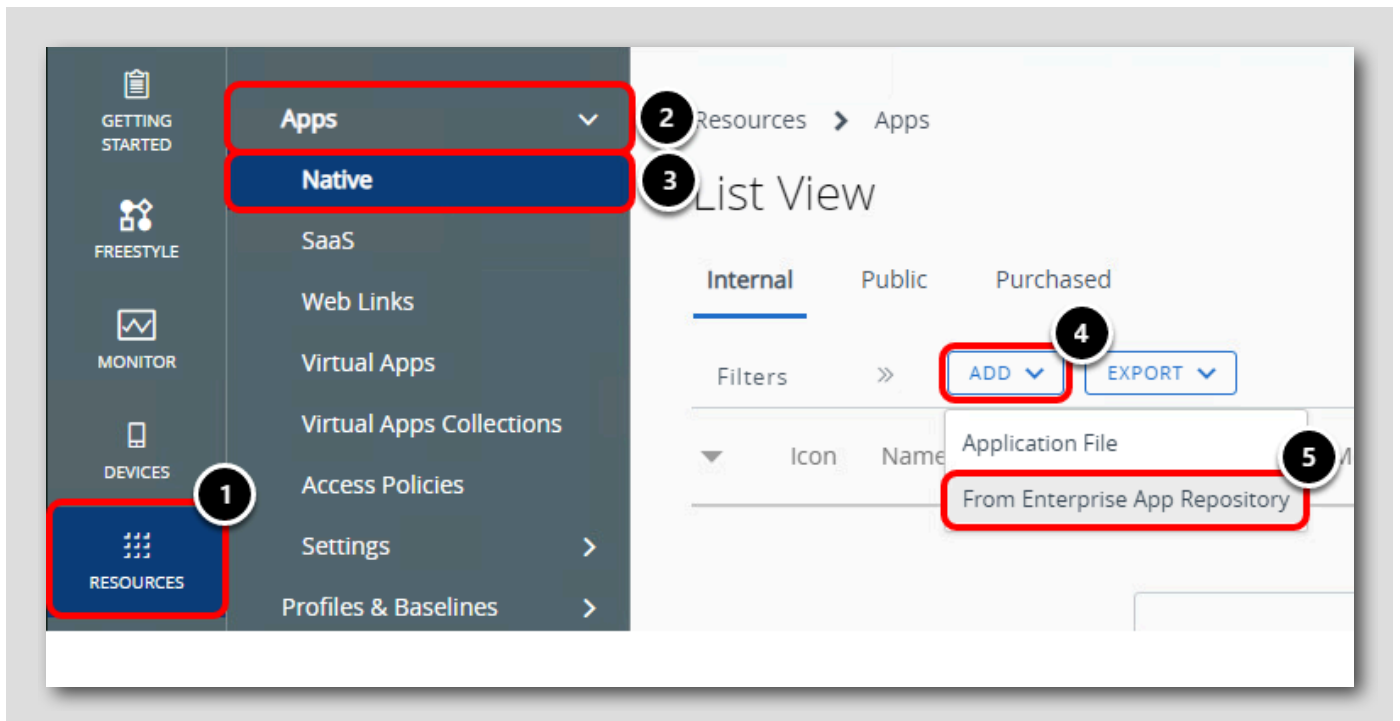 GETTING
STARTED
FREESTYLE
MONITOR
DEVICES
1
RESOURCES
Apps
2
Native
3
SaaS
Web Links
Virtual Apps
Virtual Apps Collections
Access Policies
Settings
Profiles & Baselines
Resources > Apps
List View
Internal Public Purchased
4
Filters » ADD EXPORT
Icon Name
Application File
5
From Enterprise App Repository